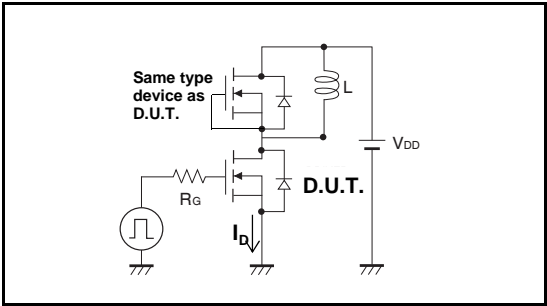 Same type
device as
D.U.T.
L
VDD
RG
D.U.T.
ID